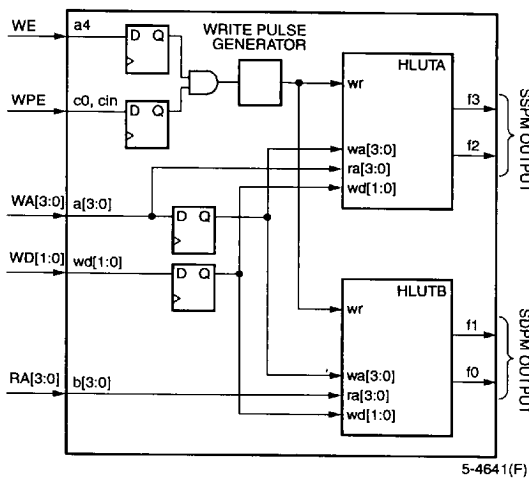 WE
a4
D Q
WRITE PULSE
GENERATOR
HLUTA
wr
f3
f2
SSPM OUTPUT
WPE
c0, cin
D Q
wa[3:0]
ra[3:0]
wd[1:0]
WA[3:0]
a[3:0]
D Q
WD[1:0]
wd[1:0]
D Q
HLUTB
wr
f1
f0
SDPM OUTPUT
wa[3:0]
RA[3:0]
b[3:0]
ra[3:0]
wd[1:0]
5-4641(F)